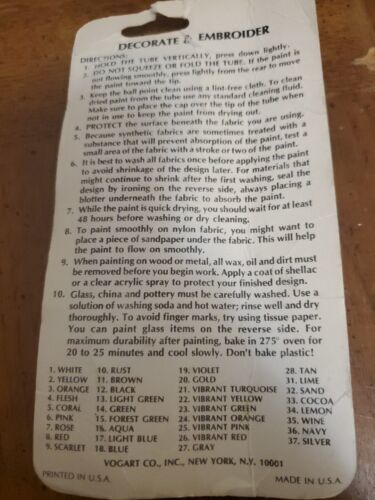 DECORATE & EMBROIDER
DIRECTIONS:
1. HOLD THE TUBE VERTICALLY, press down lightly.
2. DO NOT SQUEEZE OR FOLD THE TUBE. If the paint is
not flowing smoothly, press lightly from the rear to move
the paint toward the tip.
3. Keep the ball point clean using a lint-free cloth. To clean
dried paint from the tube use any standard cleaning fluid.
Make sure to place the cap over the tip of the tube when
not in use to keep the paint from drying out.
4. PROTECT the surface beneath the fabric you are using.
5. Because synthetic fabrics are sometimes treated with a
substance that will prevent absorption of the paint, test a
small area of the fabric with a stroke or two of the paint.
6. It is best to wash all fabrics once before applying the paint
to avoid shrinkage of the design later. For materials that
might continue to shrink after the first washing, seal the
design by ironing on the reverse side, always placing a
blotter underneath the fabric to absorb the paint.
7. While the paint is quick drying, you should wait for at least
48 hours before washing or dry cleaning.
8. To paint smoothly on nylon fabric, you might want to
place a piece of sandpaper under the fabric. This will help
the paint to flow on smoothly.
9. When painting on wood or metal, all wax, oil and dirt must
be removed before you begin work. Apply a coat of shellac
or a clear acrylic spray to protect your finished design.
10. Glass, china and pottery must be carefully washed. Use a
solution of washing soda and hot water; rinse well and dry
thoroughly. To avoid finger marks, try using tissue paper.
You can paint glass items on the reverse side. For
maximum durability after painting, bake in 275° oven for
20 to 25 minutes and cool slowly. Don't bake plastic!
1. WHITE 10. RUST 19. VIOLET 28. TAN
2. YELLOW 11. BROWN 20. GOLD 31. LIME
3. ORANGE 12. BLACK 21. VIBRANT TURQUOISE 32. SAND
4. FLESH 13. LIGHT GREEN 22. VIBRANT YELLOW 33. COCOA
5. CORAL 14. GREEN 23. VIBRANT GREEN 34. LEMON
6. PINK 15. FOREST GREEN 24. VIBRANT ORANGE 35. WINE
7. ROSE 16. AQUA 25. VIBRANT PINK 36. NAVY
8. RED 17. LIGHT BLUE 26. VIBRANT RED 37. SILVER
9. SCARLET 18. BLUE 27. GRAY
VOGART CO., INC., NEW YORK, N.Y. 10001
PRINTED IN U.S.A. MADE IN U.S.A.